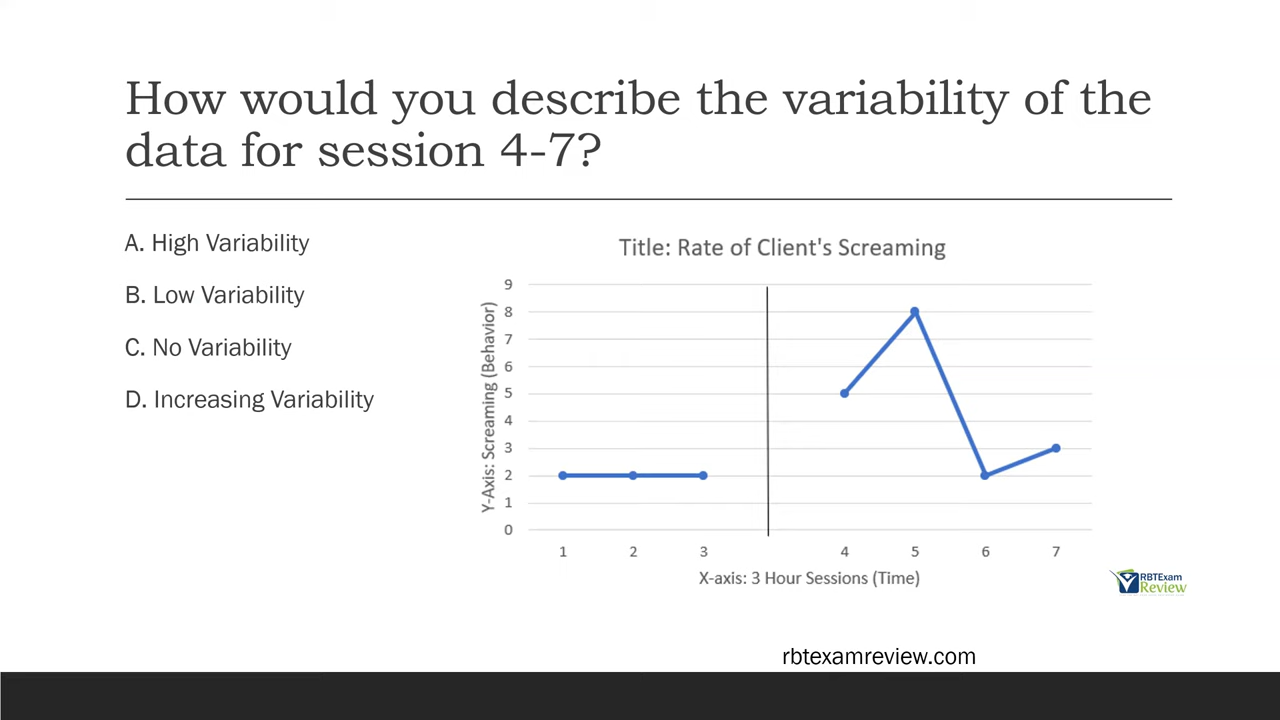 How would you describe the variability of the
data for session 4-7?
A. High Variability
B. Low Variability
C. No Variability
D. Increasing Variability
Title: Rate of Client's Screaming
Y-Axis: Screaming (Behavior)
9
8
7
6
5
4
3
2
1
0
1 2 3 4 5 6 7
X-axis: 3 Hour Sessions (Time)
RBTExam
Review
rbtexamreview.com